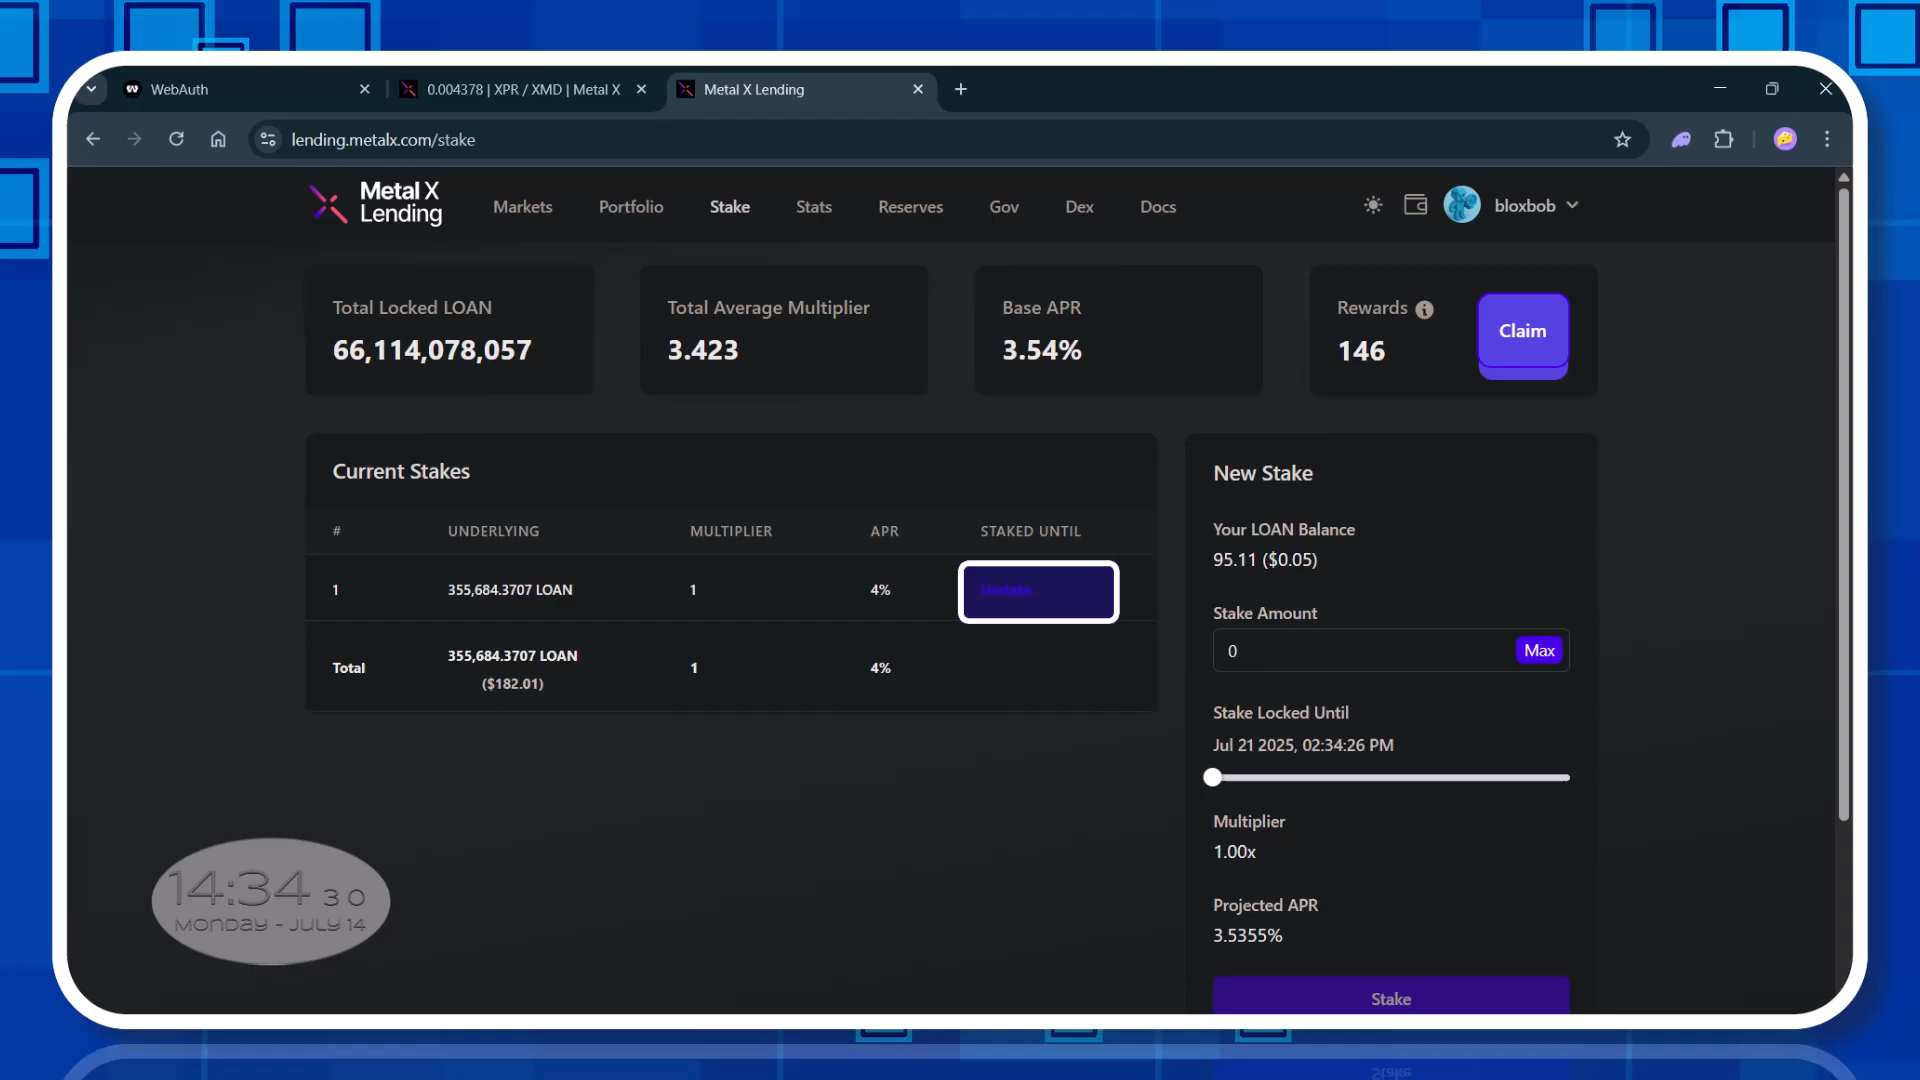 WebAuth
0.004378 | XPR / XMD | Metal X
Metal X Lending
lending.metalx.com/stake
Metal X
Lending
Markets
Portfolio
Stake
Stats
Reserves
Gov
Dex
Docs
bloxbob
Total Locked LOAN
66,114,078,057
Total Average Multiplier
3.423
Base APR
3.54%
Rewards
146
Claim
Current Stakes
# UNDERLYING MULTIPLIER APR STAKED UNTIL
1 355,684.3707 LOAN 1 4% Unstake
Total 355,684.3707 LOAN 1 4%
($182.01)
New Stake
Your LOAN Balance
95.11 ($0.05)
Stake Amount
0 Max
Stake Locked Until
Jul 21 2025, 02:34:26 PM
Multiplier
1.00x
Projected APR
3.5355%
Stake
14:34 30
MONDAY - JULY 14
Stake